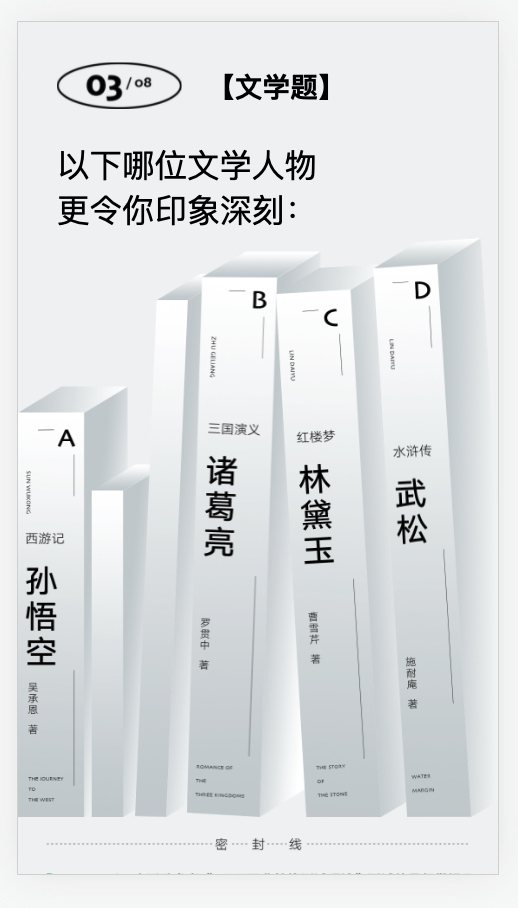 03/08
【文学题】
以下哪位文学人物
更令你印象深刻：
A
SUN WUKONG
西游记
孙悟空
吴承恩 著
THE JOURNEY
TO
THE WEST
B
ZHU GELIANG
三国演义
诸葛亮
罗贯中 著
ROMANCE OF
THE
THREE KINGDOMS
C
LIN DAIYU
红楼梦
林黛玉
曹雪芹 著
THE STORY
OF
THE STONE
D
LIN DAIYU
水浒传
武松
施耐庵 著
WATER
MARGIN
密 封 线